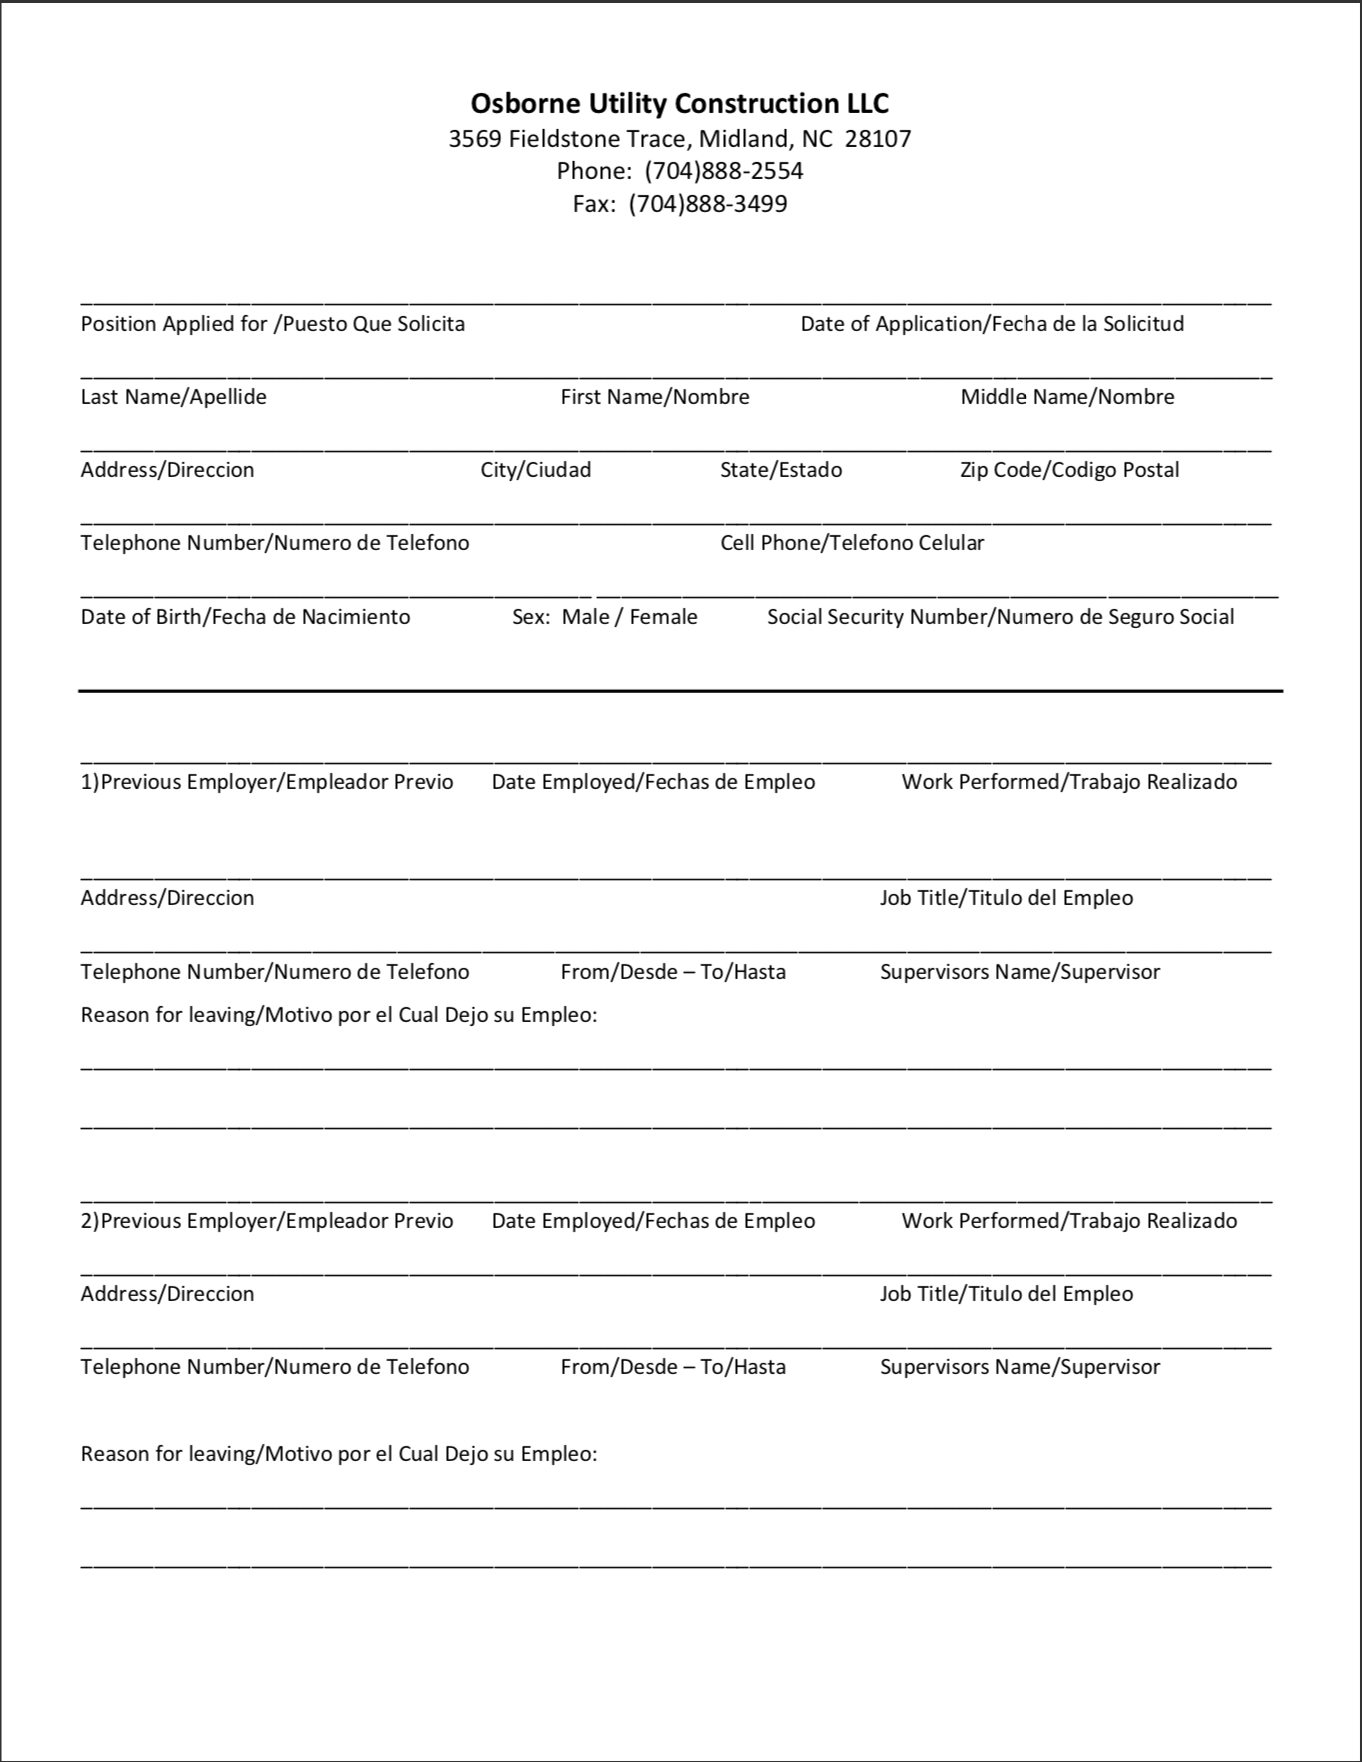 Osborne Utility Construction LLC
3569 Fieldstone Trace, Midland, NC 28107
Phone: (704)888-2554
Fax: (704)888-3499
Position Applied for /Puesto Que Solicita Date of Application/Fecha de la Solicitud
Last Name/Apellide First Name/Nombre Middle Name/Nombre
Address/Direccion City/Ciudad State/Estado Zip Code/Codigo Postal
Telephone Number/Numero de Telefono Cell Phone/Telefono Celular
Date of Birth/Fecha de Nacimiento Sex: Male / Female Social Security Number/Numero de Seguro Social
1)Previous Employer/Empleador Previo Date Employed/Fechas de Empleo Work Performed/Trabajo Realizado
Address/Direccion Job Title/Titulo del Empleo
Telephone Number/Numero de Telefono From/Desde – To/Hasta Supervisors Name/Supervisor
Reason for leaving/Motivo por el Cual Dejo su Empleo:
2)Previous Employer/Empleador Previo Date Employed/Fechas de Empleo Work Performed/Trabajo Realizado
Address/Direccion Job Title/Titulo del Empleo
Telephone Number/Numero de Telefono From/Desde – To/Hasta Supervisors Name/Supervisor
Reason for leaving/Motivo por el Cual Dejo su Empleo: